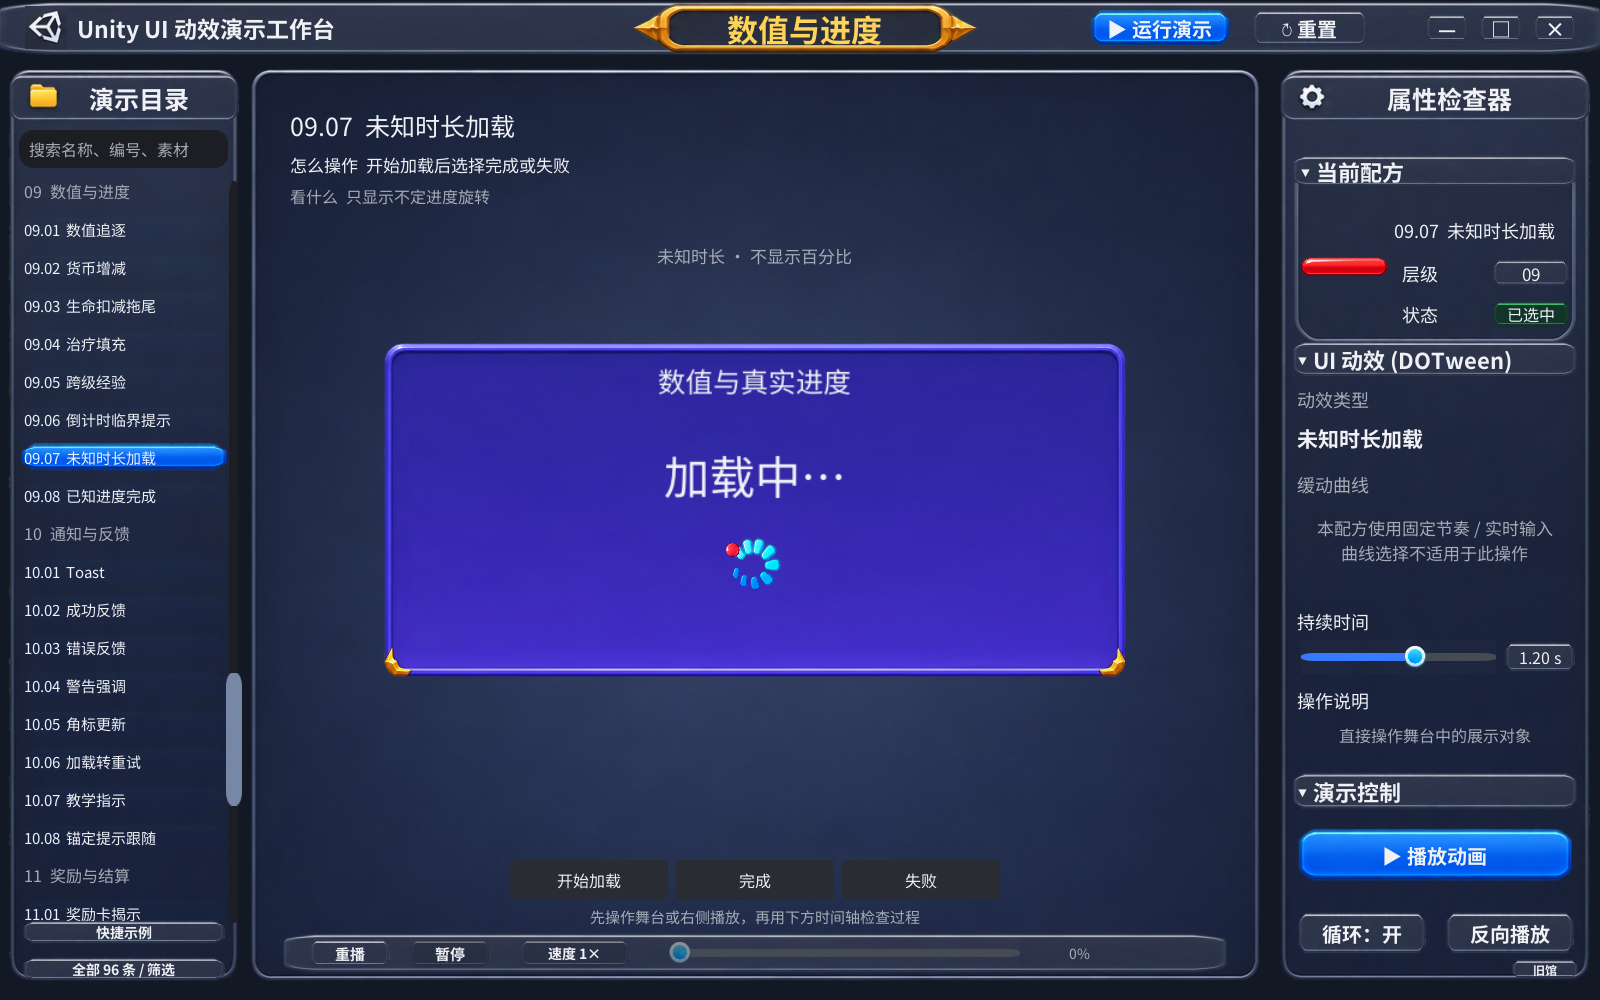 Unity UI 动效演示工作台
数值与进度
▶ 运行演示
重置
演示目录
搜索名称、编号、素材
09 数值与进度
09.01 数值追逐
09.02 货币增减
09.03 生命扣减拖尾
09.04 治疗填充
09.05 跨级经验
09.06 倒计时临界提示
09.07 未知时长加载
09.08 已知进度完成
10 通知与反馈
10.01 Toast
10.02 成功反馈
10.03 错误反馈
10.04 警告强调
10.05 角标更新
10.06 加载转重试
10.07 教学指示
10.08 锚定提示跟随
11 奖励与结算
11.01 奖励卡揭示
快捷示例
全部 96 条 / 筛选
09.07 未知时长加载
怎么操作 开始加载后选择完成或失败
看什么 只显示不定进度旋转
未知时长 · 不显示百分比
数值与真实进度
加载中…
开始加载
完成
失败
先操作舞台或右侧播放，再用下方时间轴检查过程
重播
暂停
速度 1×
0%
属性检查器
▼ 当前配方
09.07 未知时长加载
层级
09
状态
已选中
▼ UI 动效 (DOTween)
动效类型
未知时长加载
缓动曲线
本配方使用固定节奏 / 实时输入
曲线选择不适用于此操作
持续时间
1.20 s
操作说明
直接操作舞台中的展示对象
▼ 演示控制
▶ 播放动画
循环：开
反向播放
旧馆